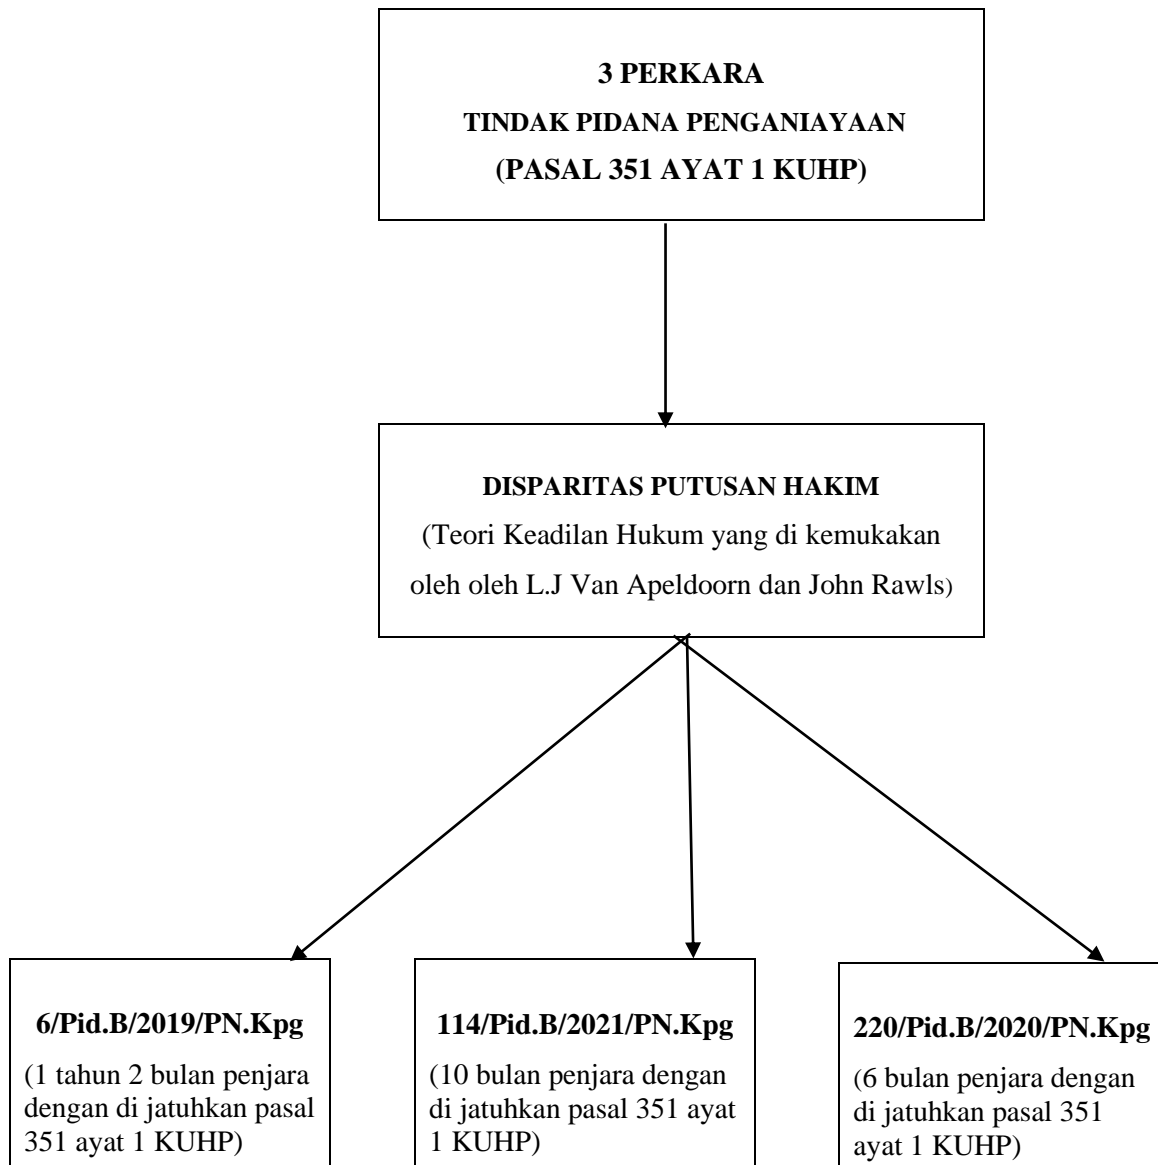 3 PERKARA
TINDAK PIDANA PENGANIAYAAN
(PASAL 351 AYAT 1 KUHP)
DISPARITAS PUTUSAN HAKIM
(Teori Keadilan Hukum yang di kemukakan
oleh oleh L.J Van Apeldoorn dan John Rawls)
6/Pid.B/2019/PN.Kpg
(1 tahun 2 bulan penjara
dengan di jatuhkan pasal
351 ayat 1 KUHP)
114/Pid.B/2021/PN.Kpg
(10 bulan penjara dengan
di jatuhkan pasal 351 ayat
1 KUHP)
220/Pid.B/2020/PN.Kpg
(6 bulan penjara dengan
di jatuhkan pasal 351
ayat 1 KUHP)